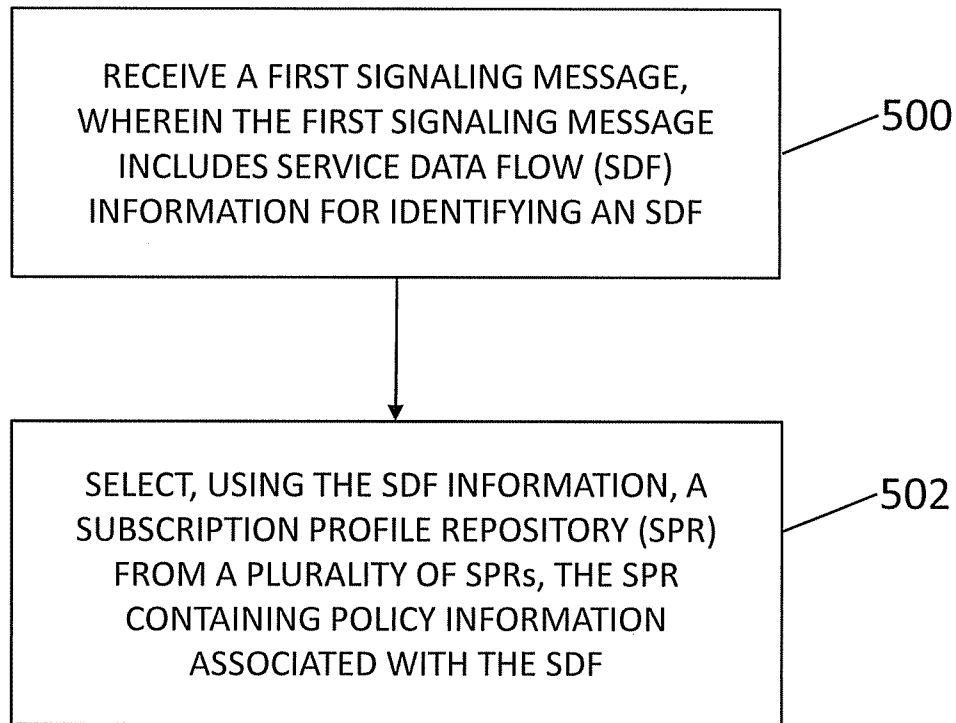 RECEIVE A FIRST SIGNALING MESSAGE,
WHEREIN THE FIRST SIGNALING MESSAGE
INCLUDES SERVICE DATA FLOW (SDF)
INFORMATION FOR IDENTIFYING AN SDF
500
SELECT, USING THE SDF INFORMATION, A
SUBSCRIPTION PROFILE REPOSITORY (SPR)
FROM A PLURALITY OF SPRs, THE SPR
CONTAINING POLICY INFORMATION
ASSOCIATED WITH THE SDF
502